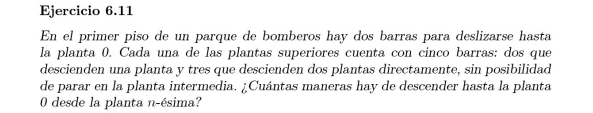 Ejercicio 6.11
En el primer piso de un parque de bomberos hay dos barras para deslizarse hasta
la planta 0. Cada una de las plantas superiores cuenta con cinco barras: dos que
descienden una planta y tres que descienden dos plantas directamente, sin posibilidad
de parar en la planta intermedia. ¿Cuántas maneras hay de descender hasta la planta
0 desde la planta n-ésima?